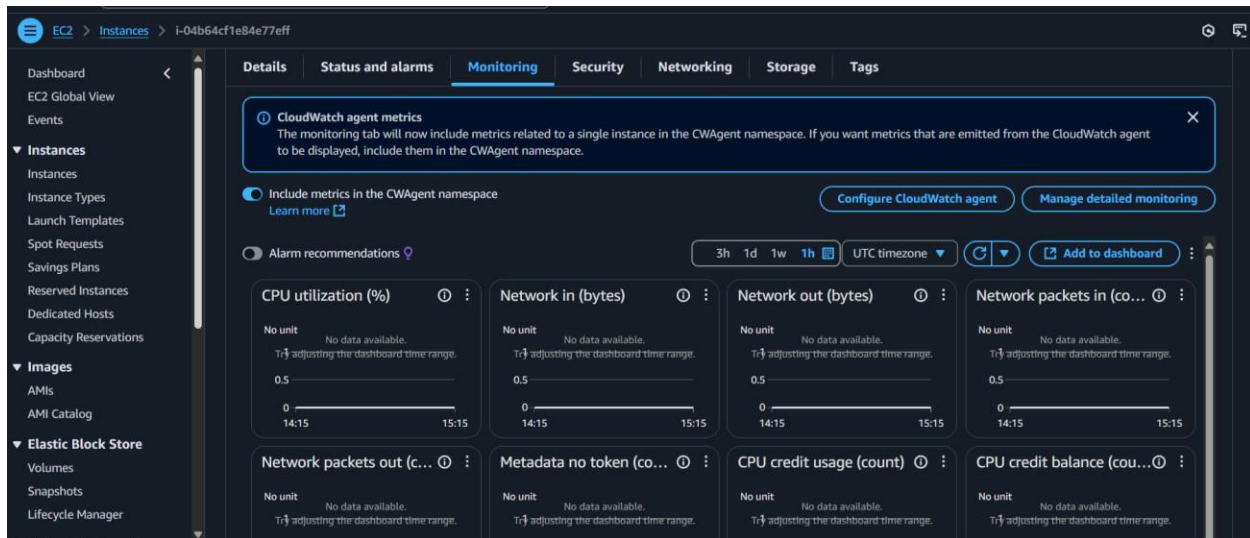 EC2 > Instances > i-04b64cf1e84e77eff
Dashboard
EC2 Global View
Events
Instances
Instances
Instance Types
Launch Templates
Spot Requests
Savings Plans
Reserved Instances
Dedicated Hosts
Capacity Reservations
Images
AMIs
AMI Catalog
Elastic Block Store
Volumes
Snapshots
Lifecycle Manager
Details Status and alarms Monitoring Security Networking Storage Tags
CloudWatch agent metrics
The monitoring tab will now include metrics related to a single instance in the CWAgent namespace. If you want metrics that are emitted from the CloudWatch agent
to be displayed, include them in the CWAgent namespace.
Include metrics in the CWAgent namespace
Learn more
Configure CloudWatch agent Manage detailed monitoring
Alarm recommendations
3h 1d 1w 1h UTC timezone Add to dashboard
CPU utilization (%)
No unit
No data available.
Try adjusting the dashboard time range.
1
0.5
0
14:15 15:15
Network in (bytes)
No unit
No data available.
Try adjusting the dashboard time range.
1
0.5
0
14:15 15:15
Network out (bytes)
No unit
No data available.
Try adjusting the dashboard time range.
1
0.5
0
14:15 15:15
Network packets in (co...
No unit
No data available.
Try adjusting the dashboard time range.
1
0.5
0
14:15 15:15
Network packets out (c...
No unit
No data available.
Try adjusting the dashboard time range.
1
Metadata no token (co...
No unit
No data available.
Try adjusting the dashboard time range.
1
CPU credit usage (count)
No unit
No data available.
Try adjusting the dashboard time range.
1
CPU credit balance (cou...
No unit
No data available.
Try adjusting the dashboard time range.
1